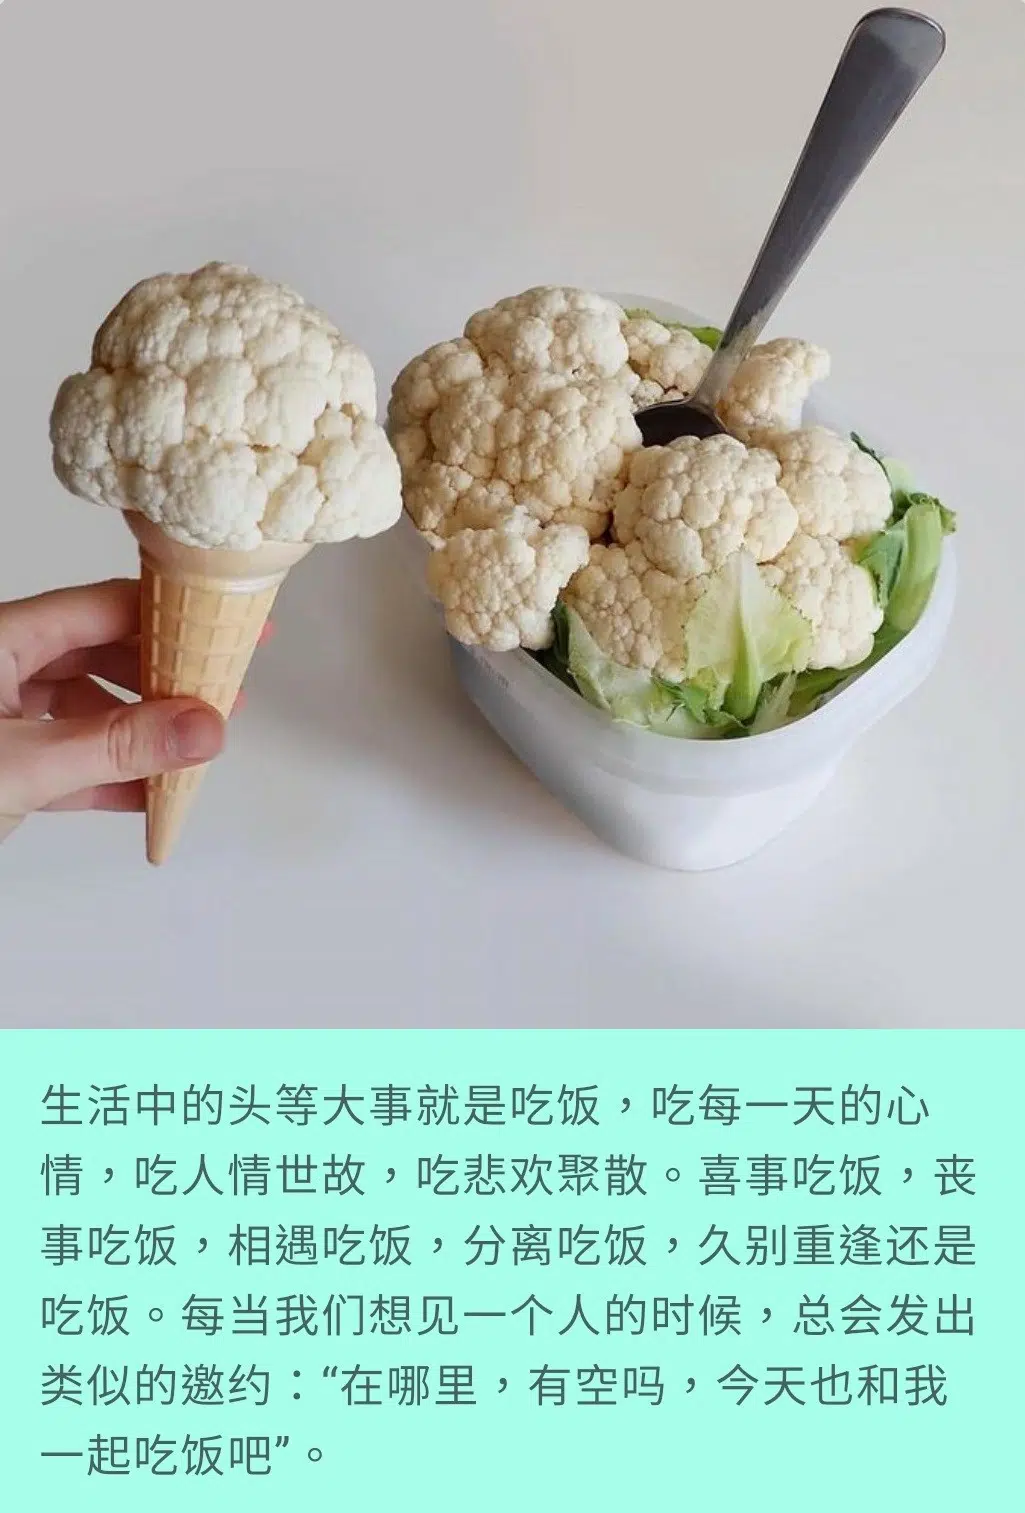 生活中的头等大事就是吃饭，吃每一天的心
情，吃人情世故，吃悲欢聚散。喜事吃饭，丧
事吃饭，相遇吃饭，分离吃饭，久别重逢还是
吃饭。每当我们想见一个人的时候，总会发出
类似的邀约：“在哪里，有空吗，今天也和我
一起吃饭吧”。